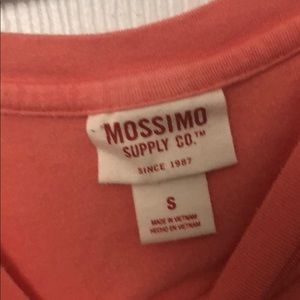 MOSSIMO
SUPPLY CO.™
SINCE 1987
S
MADE IN VIETNAM
HECHO EN VIETNAM